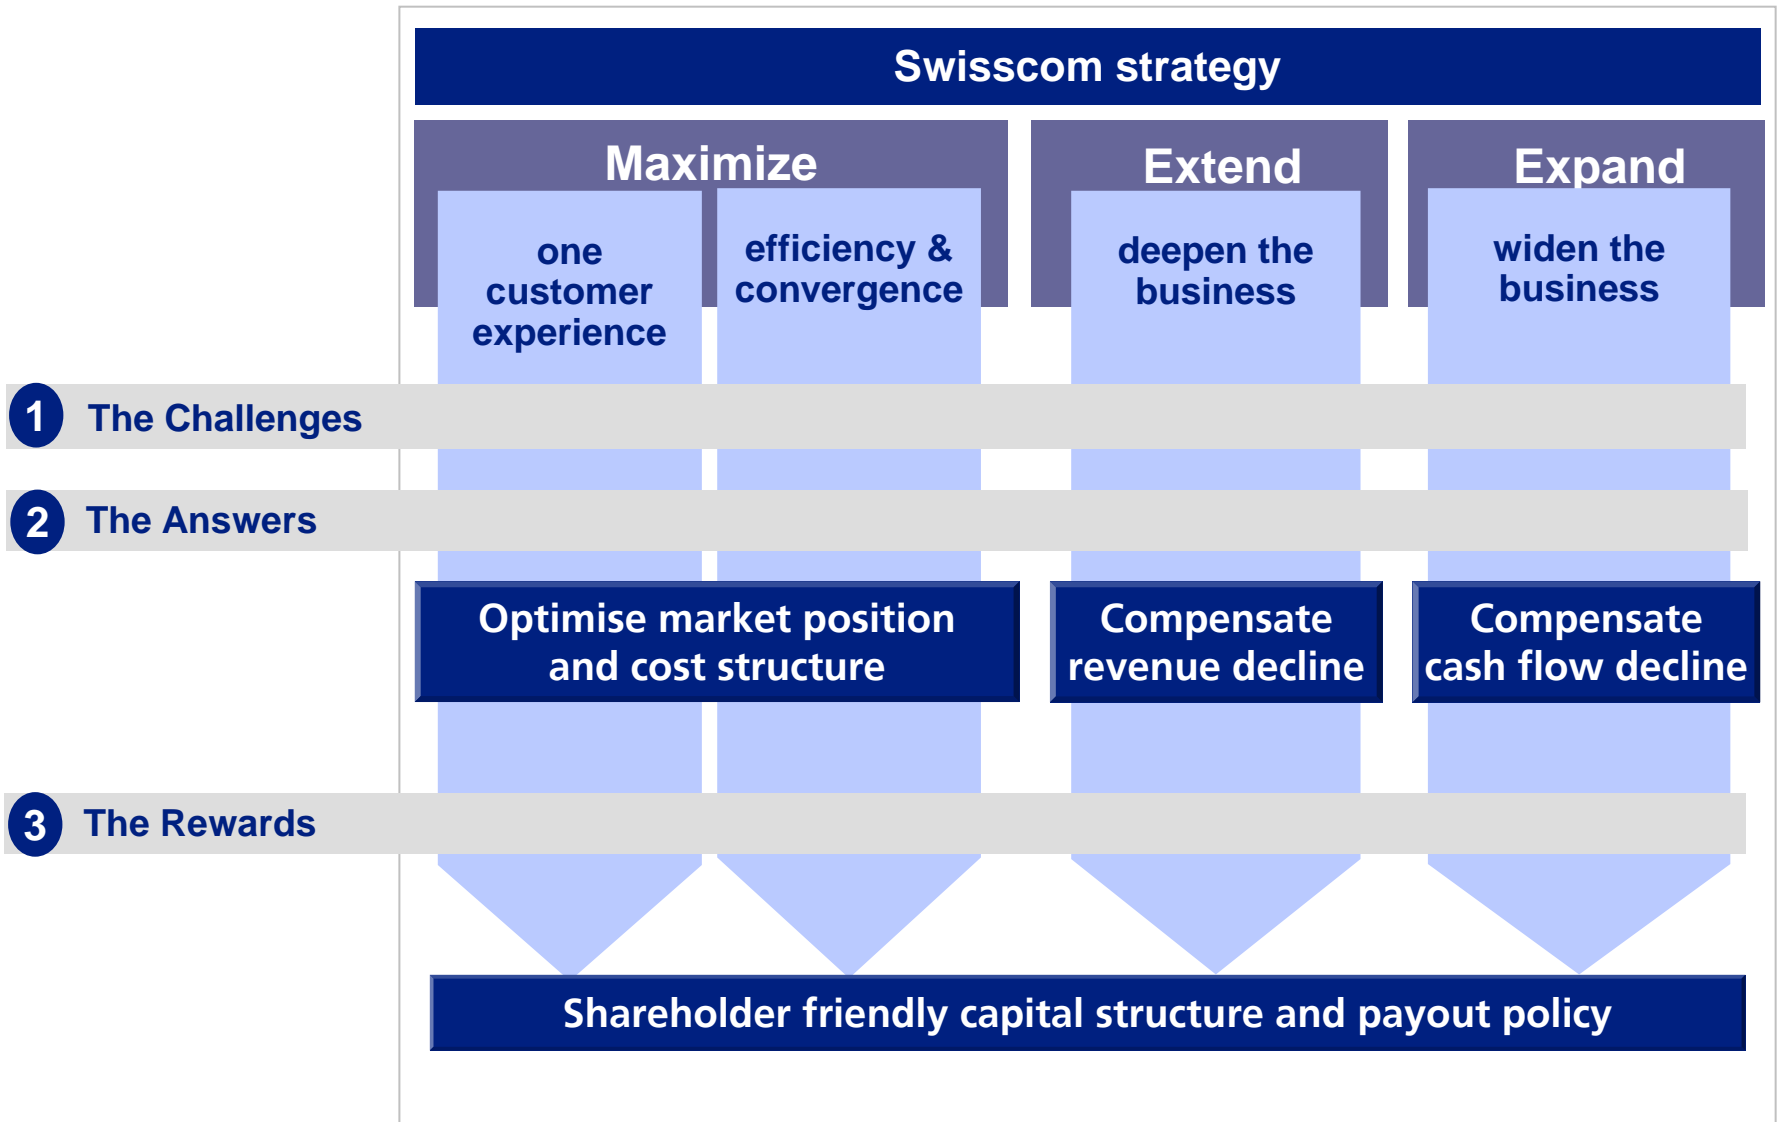 Swisscom strategy
Maximize
Extend
Expand
one
customer
experience
efficiency &
convergence
deepen the
business
widen the
business
1 The Challenges
2 The Answers
Optimise market position
and cost structure
Compensate
revenue decline
Compensate
cash flow decline
3 The Rewards
Shareholder friendly capital structure and payout policy